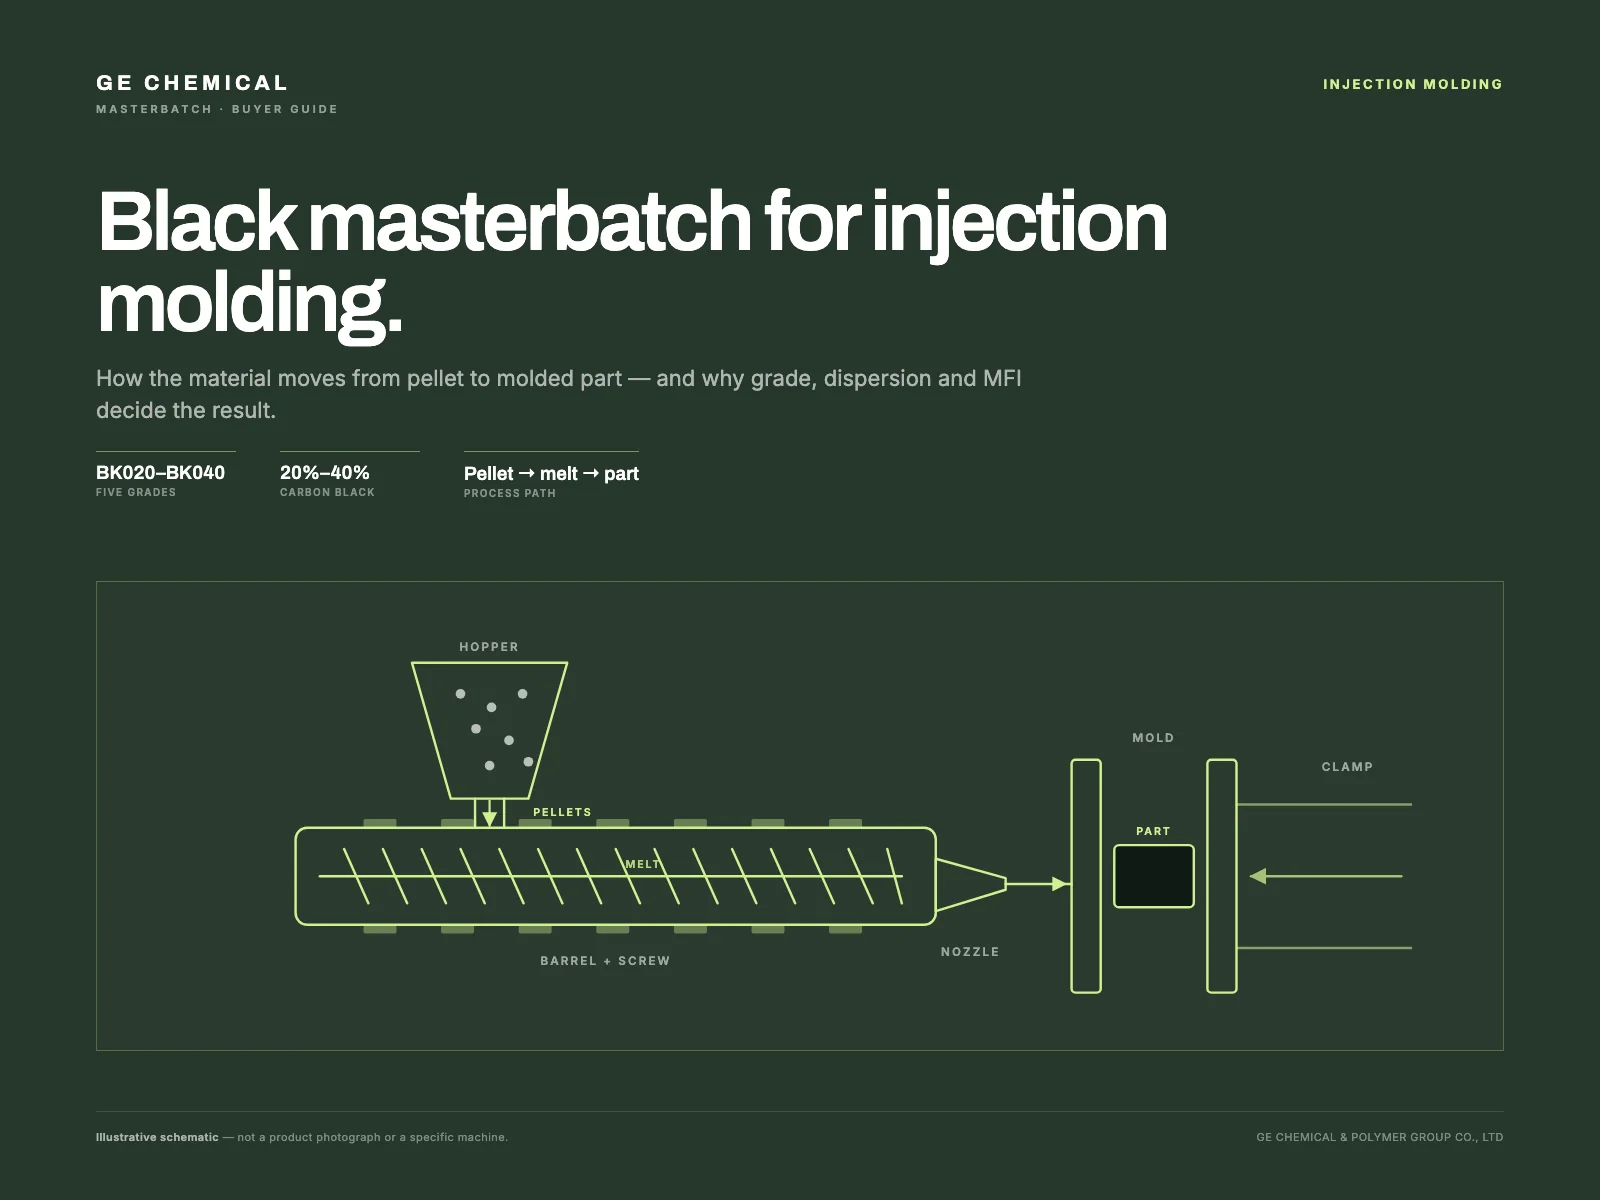 GE CHEMICAL
MASTERBATCH · BUYER GUIDE
INJECTION MOLDING
Black masterbatch for injection
molding.
How the material moves from pellet to molded part — and why grade, dispersion and MFI
decide the result.
BK020–BK040
FIVE GRADES
20%–40%
CARBON BLACK
Pellet → melt → part
PROCESS PATH
HOPPER
PELLETS
MELT
BARREL + SCREW
NOZZLE
MOLD
PART
CLAMP
Illustrative schematic — not a product photograph or a specific machine.
GE CHEMICAL & POLYMER GROUP CO., LTD